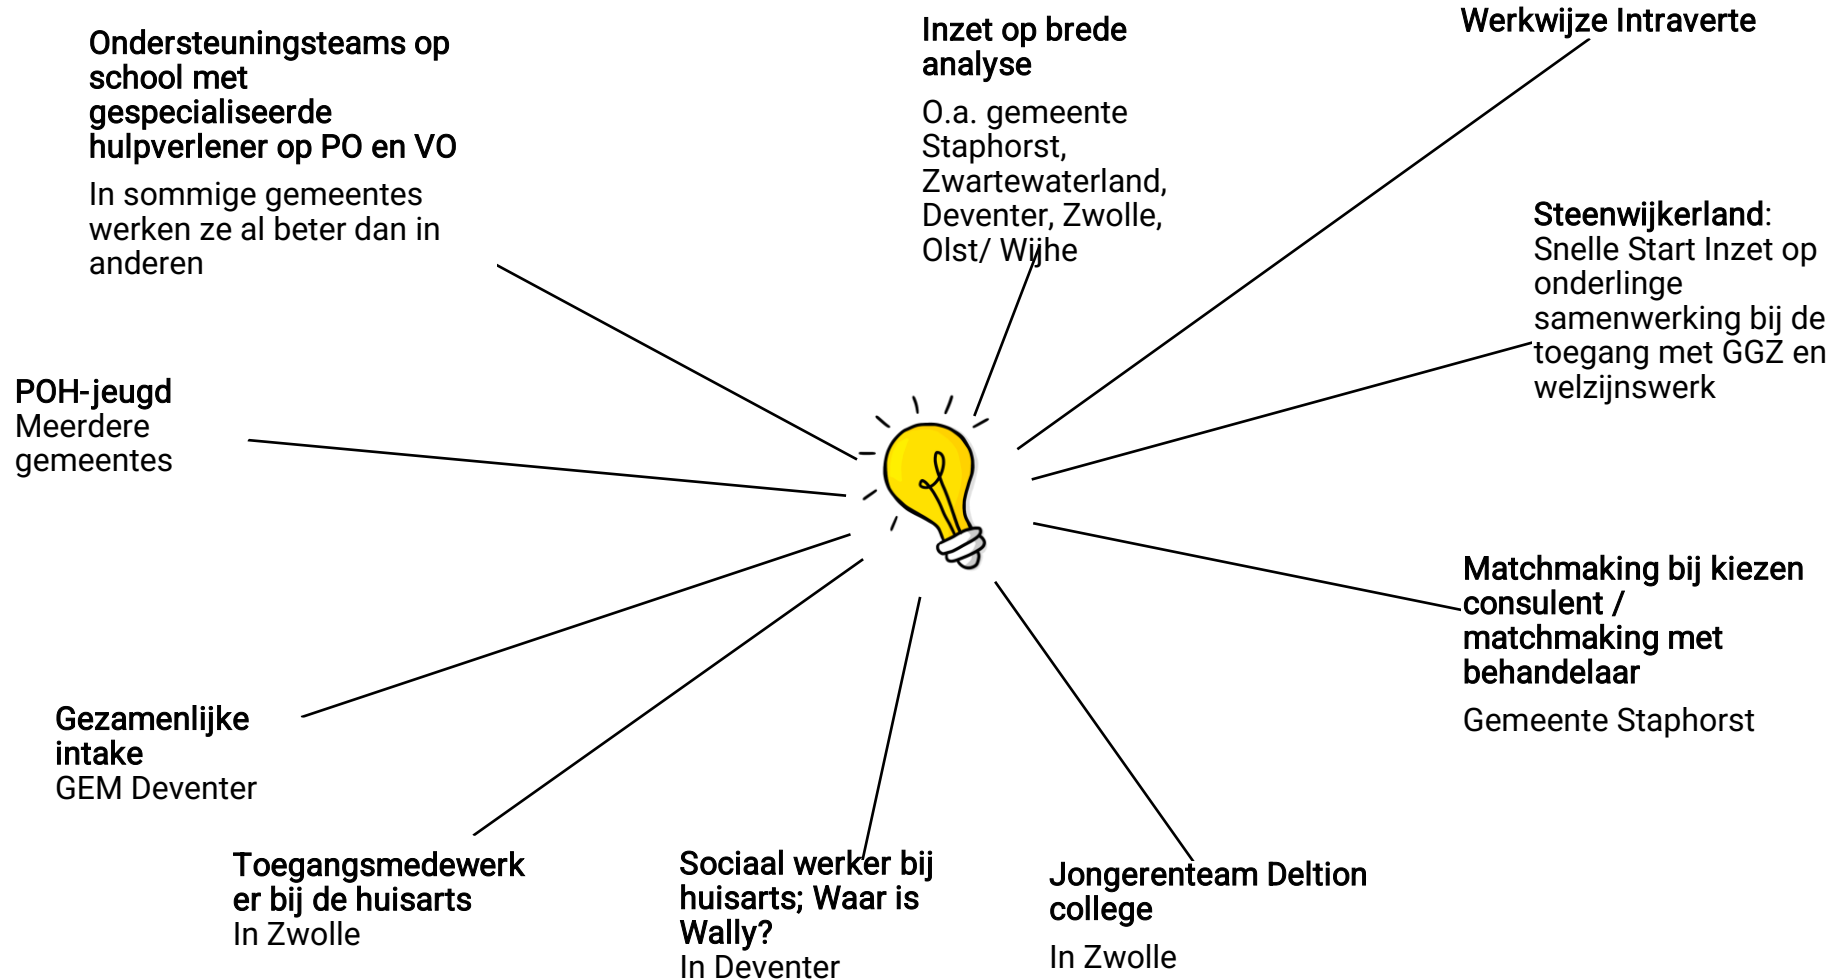 Ondersteuningsteams op
school met
gespecialiseerde
hulpverlener op PO en VO
In sommige gemeentes
werken ze al beter dan in
anderen
Inzet op brede
analyse
O.a. gemeente
Staphorst,
Zwartewaterland,
Deventer, Zwolle,
Olst/ Wijhe
Werkwijze Intraverte
Steenwijkerland:
Snelle Start Inzet op
onderlinge
samenwerking bij de
toegang met GGZ en
welzijnswerk
POH-jeugd
Meerdere
gemeentes
Matchmaking bij kiezen
consulent /
matchmaking met
behandelaar
Gemeente Staphorst
Gezamenlijke
intake
GEM Deventer
Toegangsmedewerk
er bij de huisarts
In Zwolle
Sociaal werker bij
huisarts; Waar is
Wally?
In Deventer
Jongerenteam Deltion
college
In Zwolle